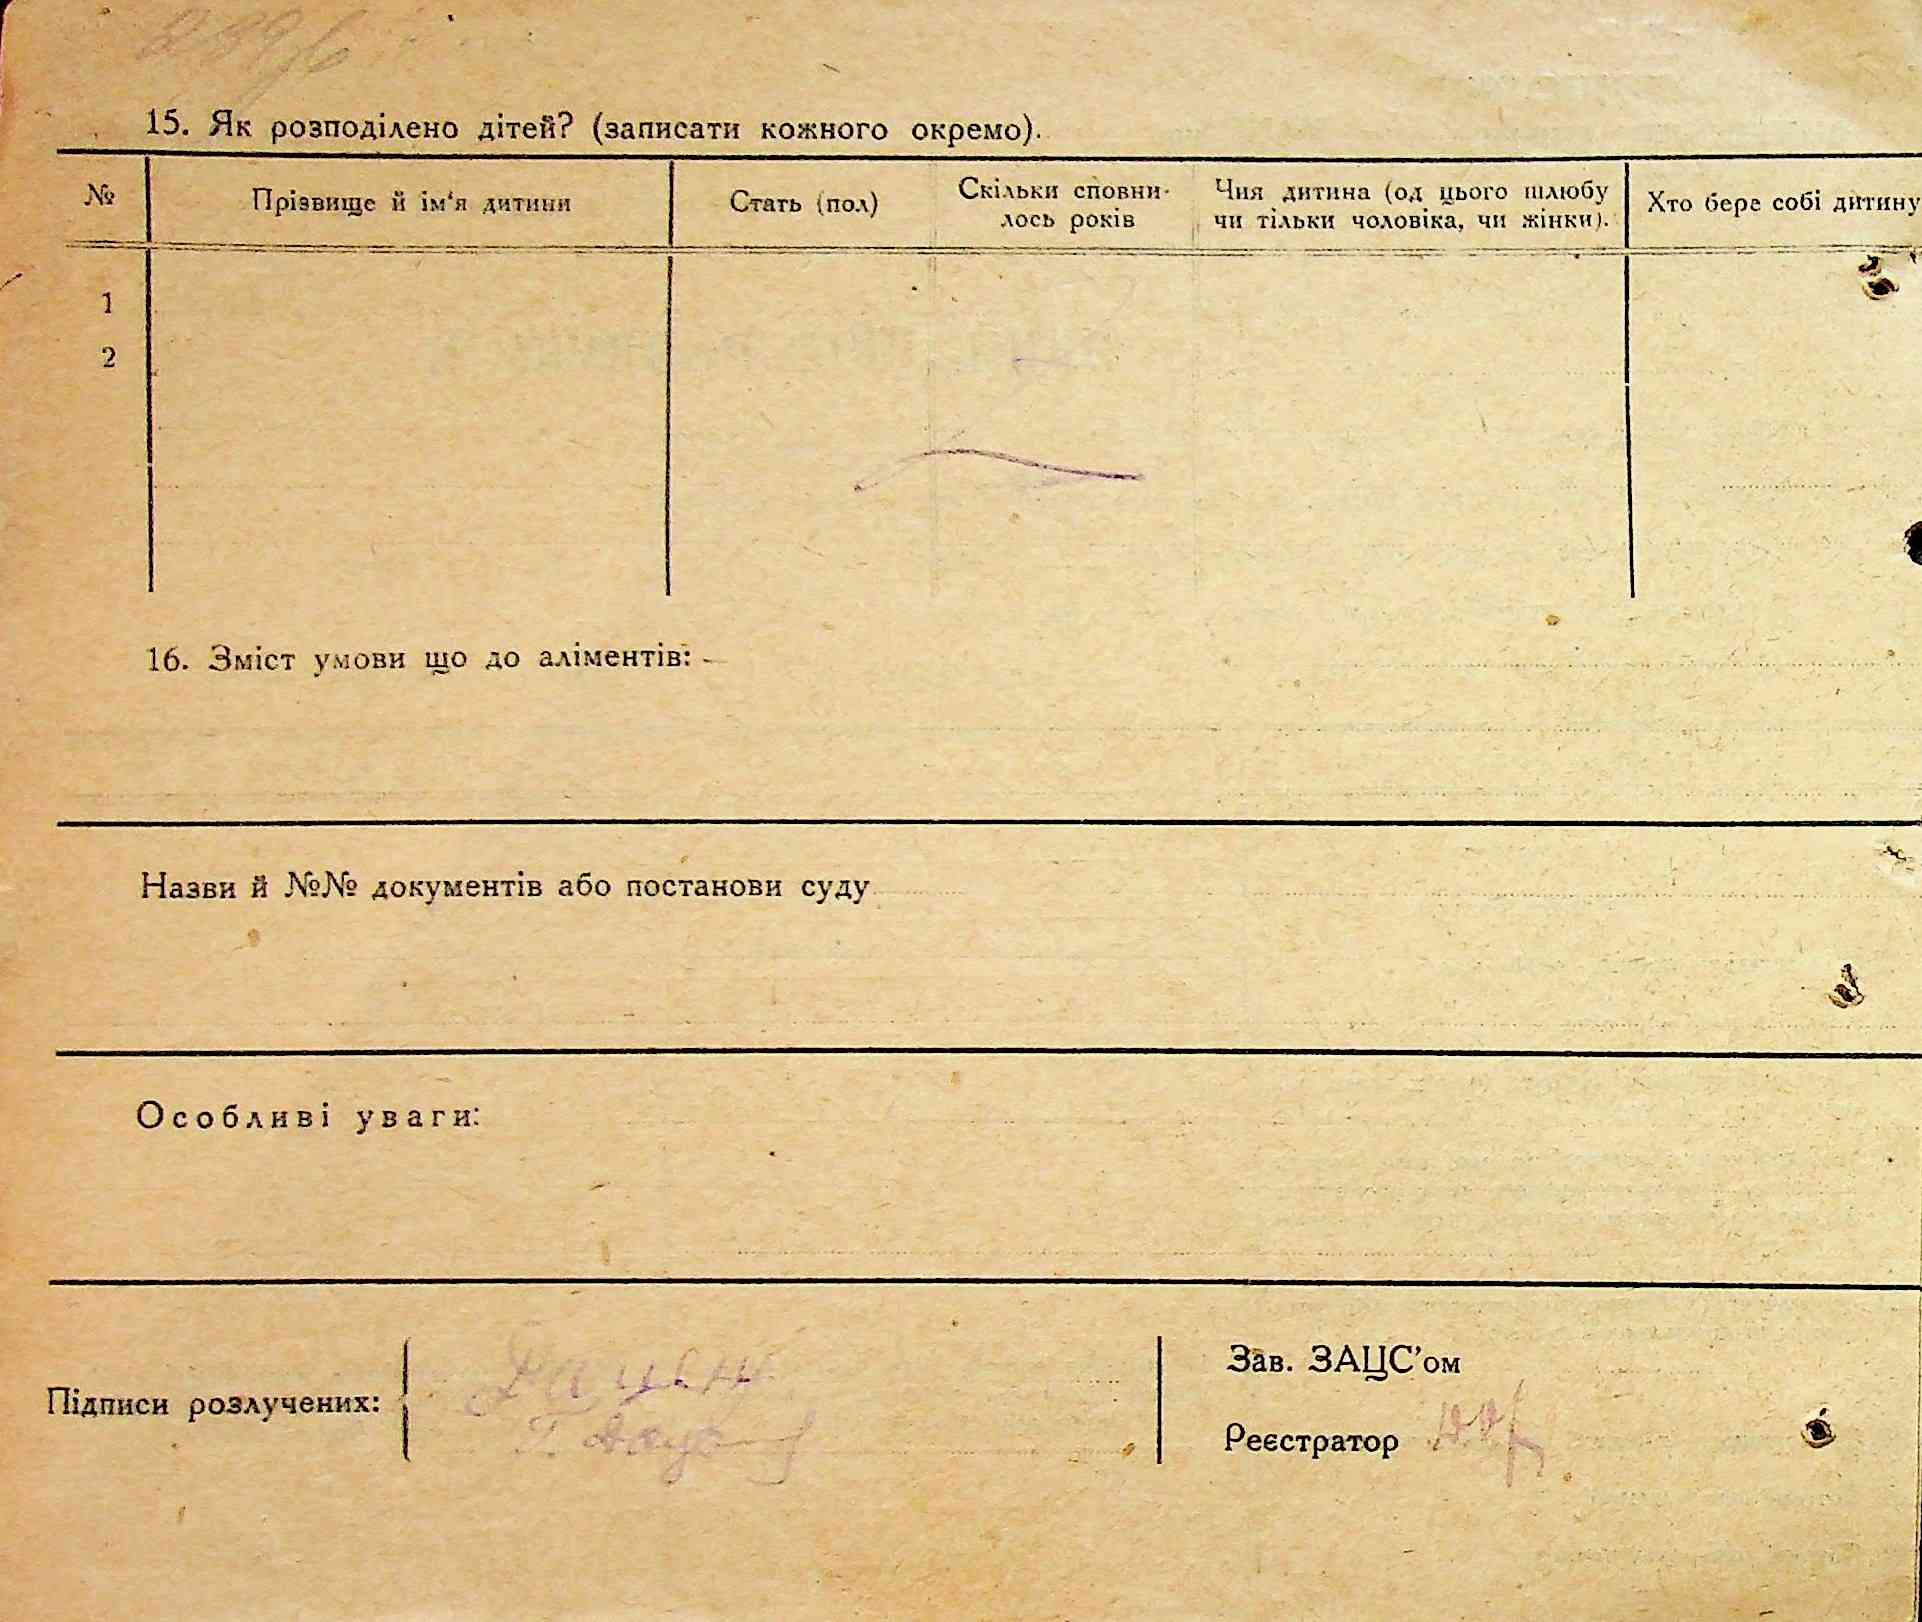 15. Як розподілено дітей? (записати кожного окремо).
№ Прізвище й ім‘я дитини Стать (пол) Скільки сповни- лось років Чия дитина (од цього шлюбу чи тільки чоловіка, чи жінки). Хто бере собі дитину
1
2
16. Зміст умови що до аліментів: -
Назви й №№ документів або постанови суду
Особливі уваги:
Підписи розлучених:
Зав. ЗАЦС’ом
Реєстратор